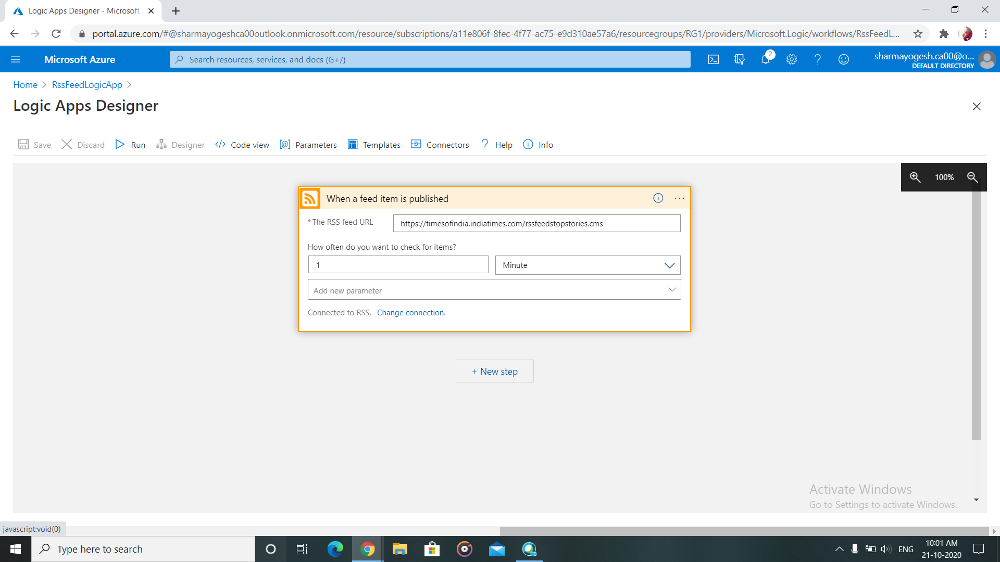 Logic Apps Designer - Microsoft
portal.azure.com/#@sharmayogeshca00outlook.onmicrosoft.com/resource/subscriptions/a11e806f-8fec-4f77-ac75-e9d310ae57a6/resourcegroups/RG1/providers/Microsoft.Logic/workflows/RssFeedL...
Microsoft Azure
Search resources, services, and docs (G+/)
2
sharmayogesh.ca00@o...
DEFAULT DIRECTORY
Home > RssFeedLogicApp >
Logic Apps Designer
Save Discard Run Designer Code view Parameters Templates Connectors Help Info
100%
When a feed item is published
* The RSS feed URL
https://timesofindia.indiatimes.com/rssfeedstopstories.cms
How often do you want to check for items?
1
Minute
Add new parameter
Connected to RSS. Change connection.
+ New step
Activate Windows
Go to Settings to activate Windows.
javascript:void(0)
Type here to search
ENG
10:01 AM
21-10-2020